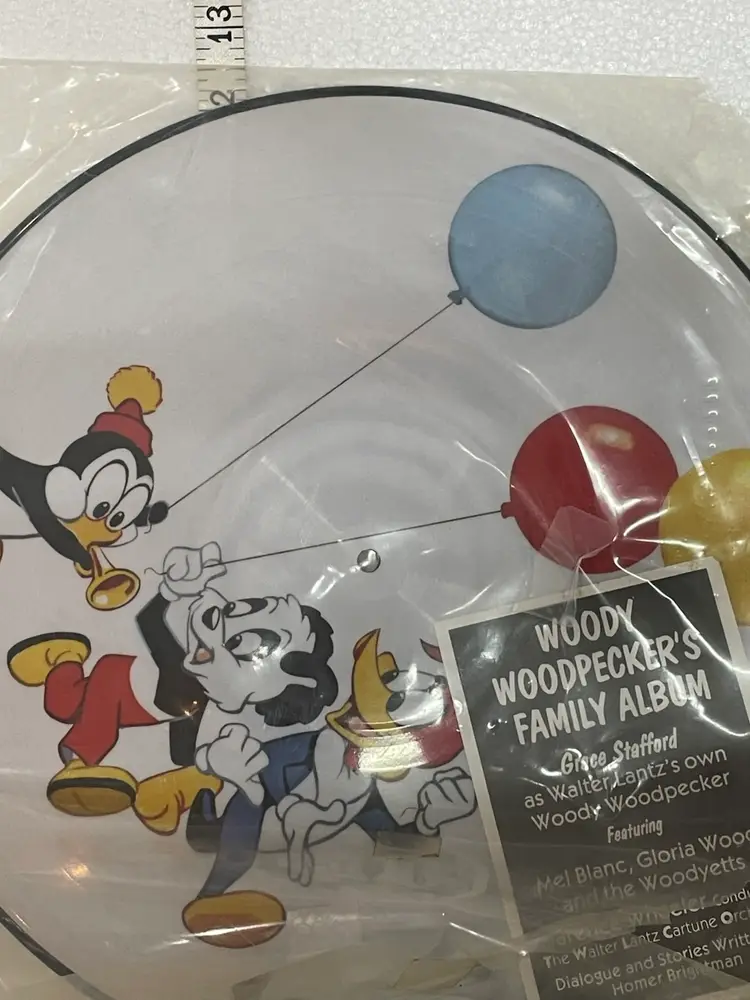 13
2
WOODY
WOODPECKER'S
FAMILY ALBUM
Grace Stafford
as Walter Lantz's own
Woody Woodpecker
Featuring
Mel Blanc, Gloria Wood
and the Woodyetts
Wheeler
The Walter Lantz Cartune Orch
Dialogue and Stories Writt
Homer Brightman